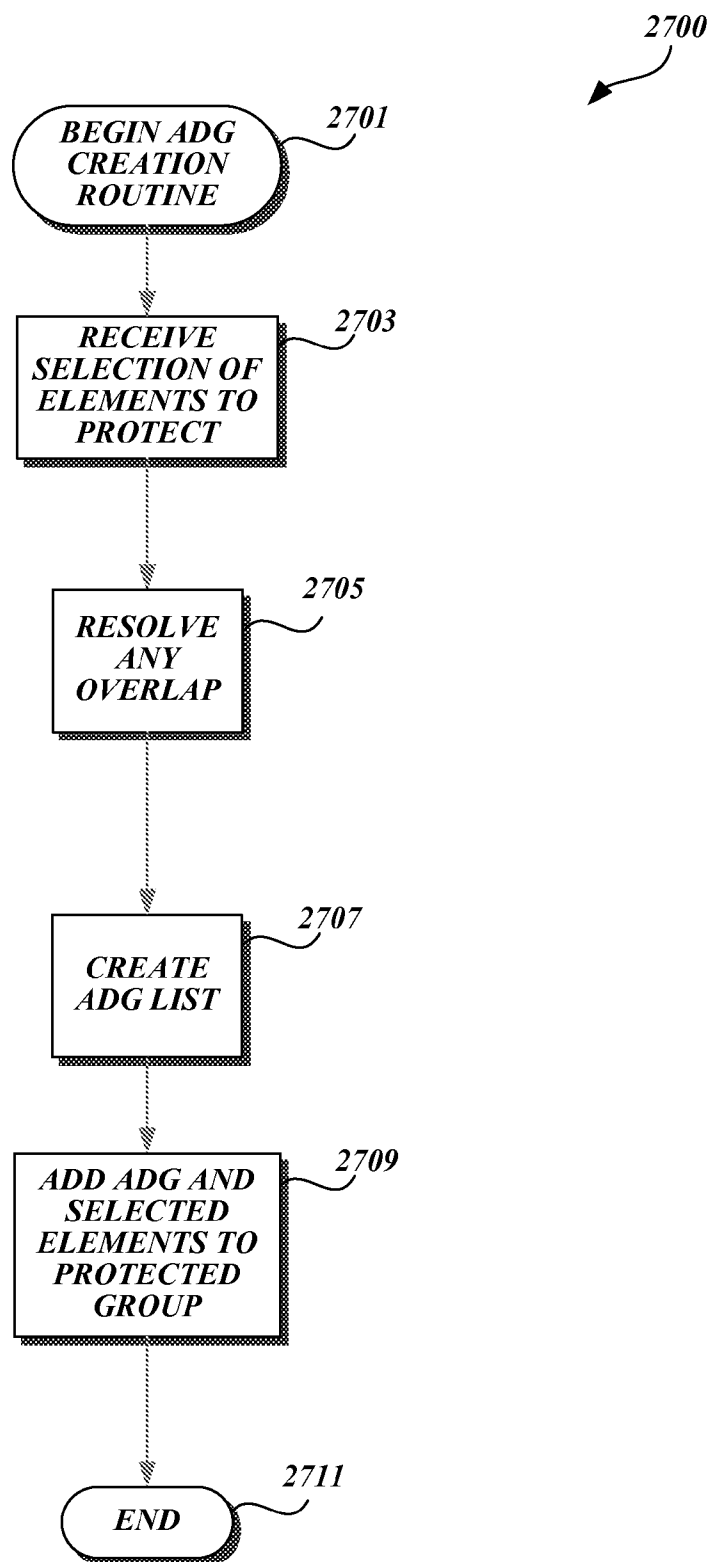 2700
BEGIN ADG
CREATION
ROUTINE
2701
RECEIVE
SELECTION OF
ELEMENTS TO
PROTECT
2703
RESOLVE
ANY
OVERLAP
2705
CREATE
ADG LIST
2707
ADD ADG AND
SELECTED
ELEMENTS TO
PROTECTED
GROUP
2709
END
2711